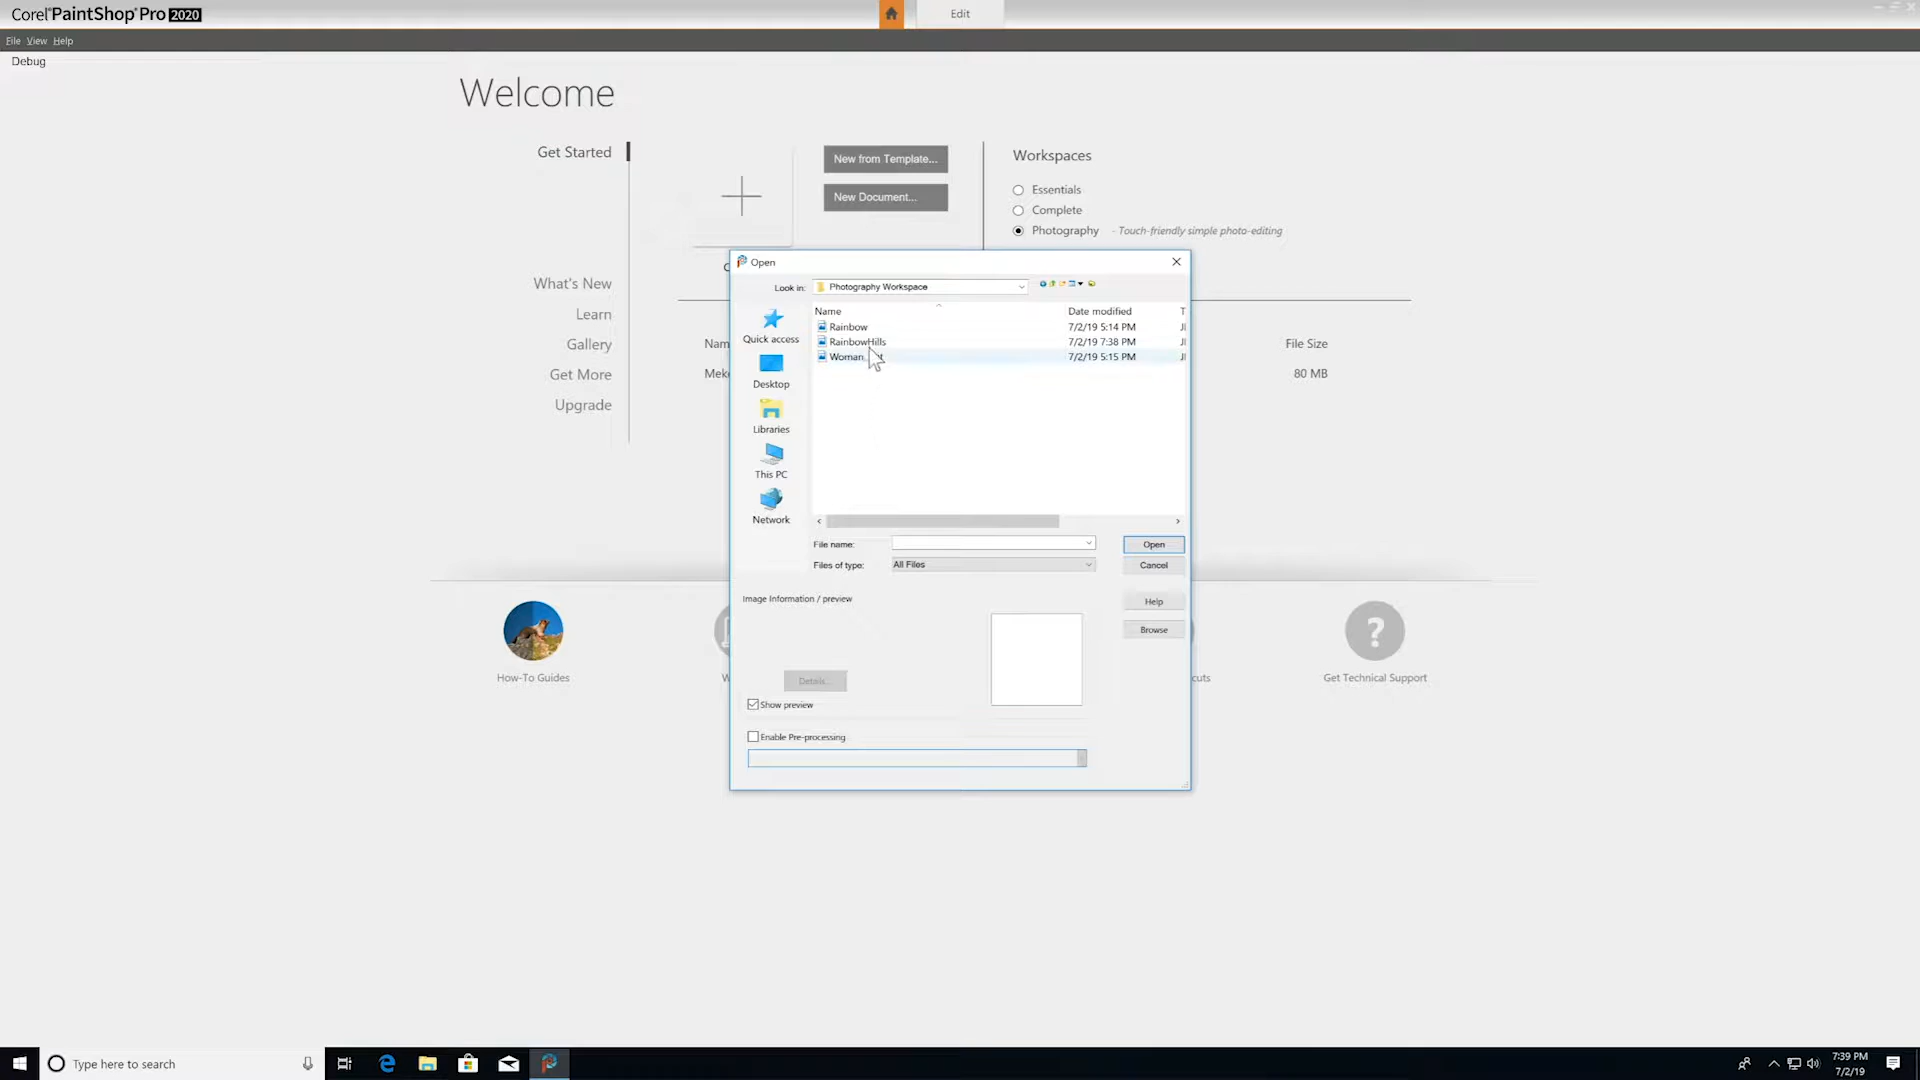 Corel PaintShop Pro 2020
Edit
File View Help
Debug
Welcome
Get Started
New from Template...
New Document...
Workspaces
Essentials
Complete
Photography - Touch-friendly simple photo-editing
What's New
Learn
Gallery
Get More
Upgrade
File Size
80 MB
Open
Look in: Photography Workspace
Name Date modified
Rainbow 7/2/19 5:14 PM
RainbowHills 7/2/19 7:38 PM
Woman 7/2/19 5:15 PM
Quick access
Desktop
Libraries
This PC
Network
File name: Open
Files of type: All Files Cancel
Image Information / preview
Help
Browse
Details...
Show preview
Enable Pre-processing
How-To Guides
Get Technical Support
Type here to search
7:39 PM
7/2/19